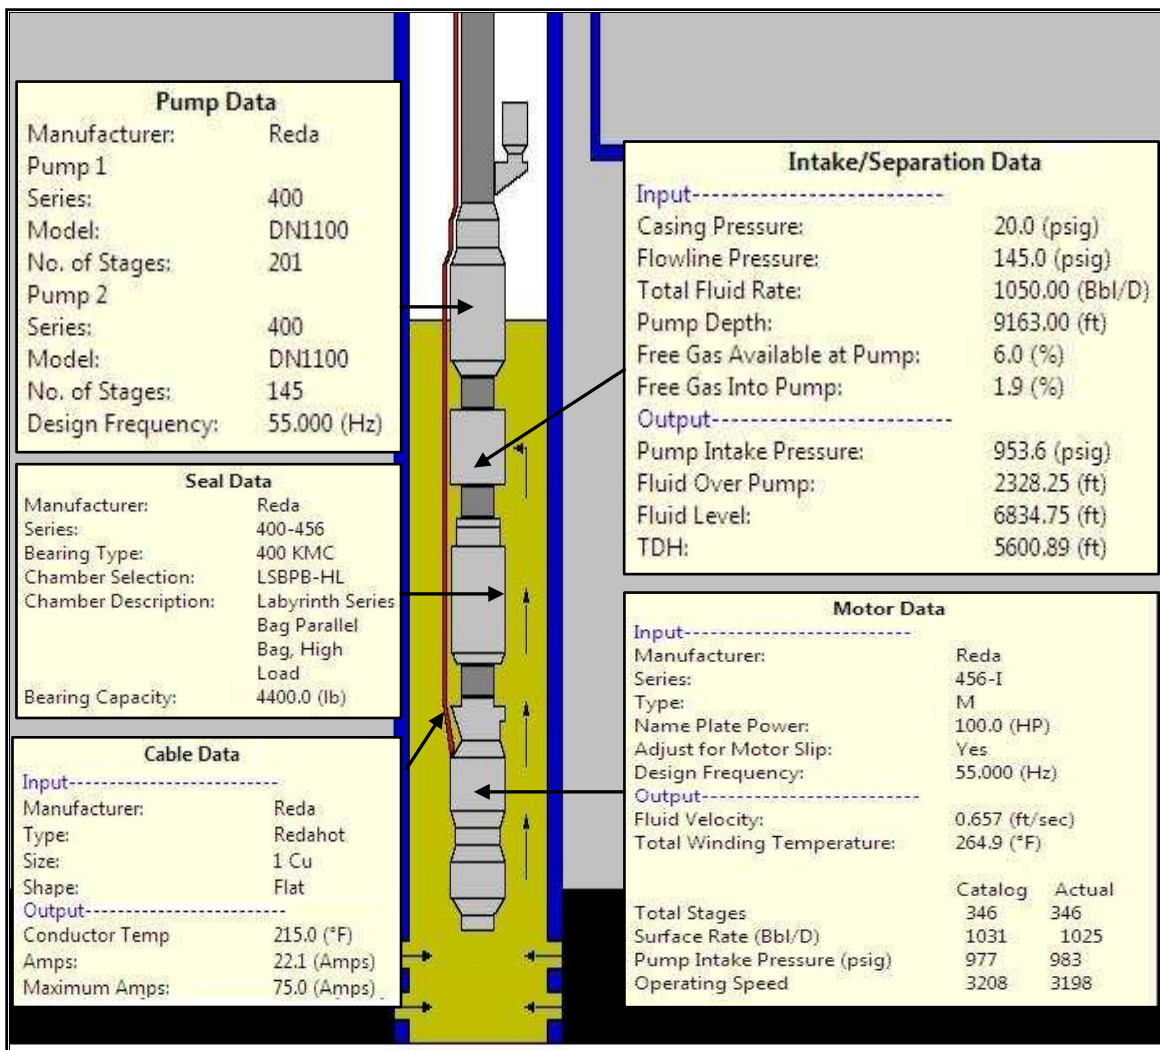 Pump Data
Manufacturer: Reda
Pump 1
Series: 400
Model: DN1100
No. of Stages: 201
Pump 2
Series: 400
Model: DN1100
No. of Stages: 145
Design Frequency: 55.000 (Hz)
Seal Data
Manufacturer: Reda
Series: 400-456
Bearing Type: 400 KMC
Chamber Selection: LSBPB-HL
Chamber Description: Labyrinth Series
Bag Parallel
Bag, High
Load
Bearing Capacity: 4400.0 (lb)
Cable Data
Input-----------------------
Manufacturer: Reda
Type: Redahot
Size: 1 Cu
Shape: Flat
Output----------------------
Conductor Temp 215.0 (°F)
Amps: 22.1 (Amps)
Maximum Amps: 75.0 (Amps)
Intake/Separation Data
Input--------------------------
Casing Pressure: 20.0 (psig)
Flowline Pressure: 145.0 (psig)
Total Fluid Rate: 1050.00 (Bbl/D)
Pump Depth: 9163.00 (ft)
Free Gas Available at Pump: 6.0 (%)
Free Gas Into Pump: 1.9 (%)
Output-------------------------
Pump Intake Pressure: 953.6 (psig)
Fluid Over Pump: 2328.25 (ft)
Fluid Level: 6834.75 (ft)
TDH: 5600.89 (ft)
Motor Data
Input--------------------------
Manufacturer: Reda
Series: 456-I
Type: M
Name Plate Power: 100.0 (HP)
Adjust for Motor Slip: Yes
Design Frequency: 55.000 (Hz)
Output-------------------------
Fluid Velocity: 0.657 (ft/sec)
Total Winding Temperature: 264.9 (°F)
Catalog Actual
Total Stages 346 346
Surface Rate (Bbl/D) 1031 1025
Pump Intake Pressure (psig) 977 983
Operating Speed 3208 3198